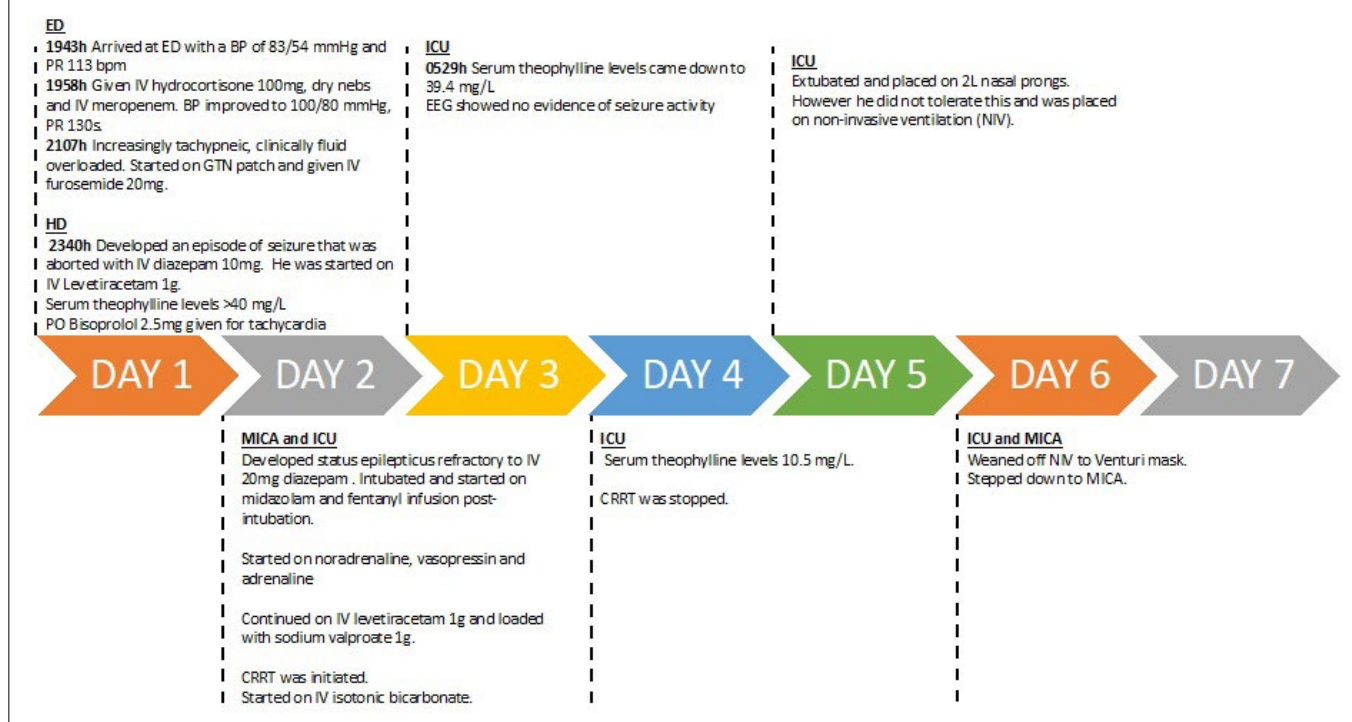 ED
1943h Arrived at ED with a BP of 83/54 mmHg and
PR 113 bpm
1958h Given IV hydrocortisone 100mg, dry nebs
and IV meropenem. BP improved to 100/80 mmHg,
PR 130s.
2107h Increasingly tachypneic, clinically fluid
overloaded. Started on GTN patch and given IV
furosemide 20mg.
HD
2340h Developed an episode of seizure that was
aborted with IV diazepam 10mg. He was started on
IV Levetiracetam 1g.
Serum theophylline levels >40 mg/L
PO Bisoprolol 2.5mg given for tachycardia
ICU
0529h Serum theophylline levels came down to
39.4 mg/L
EEG showed no evidence of seizure activity
ICU
Extubated and placed on 2L nasal prongs.
However he did not tolerate this and was placed
on non-invasive ventilation (NIV).
DAY 1
DAY 2
DAY 3
DAY 4
DAY 5
DAY 6
DAY 7
MICA and ICU
Developed status epilepticus refractory to IV
20mg diazepam . Intubated and started on
midazolam and fentanyl infusion post-
intubation.
Started on noradrenaline, vasopressin and
adrenaline
Continued on IV levetiracetam 1g and loaded
with sodium valproate 1g.
CRRT was initiated.
Started on IV isotonic bicarbonate.
ICU
Serum theophylline levels 10.5 mg/L.
CRRT was stopped.
ICU and MICA
Weaned off NIV to Venturi mask.
Stepped down to MICA.